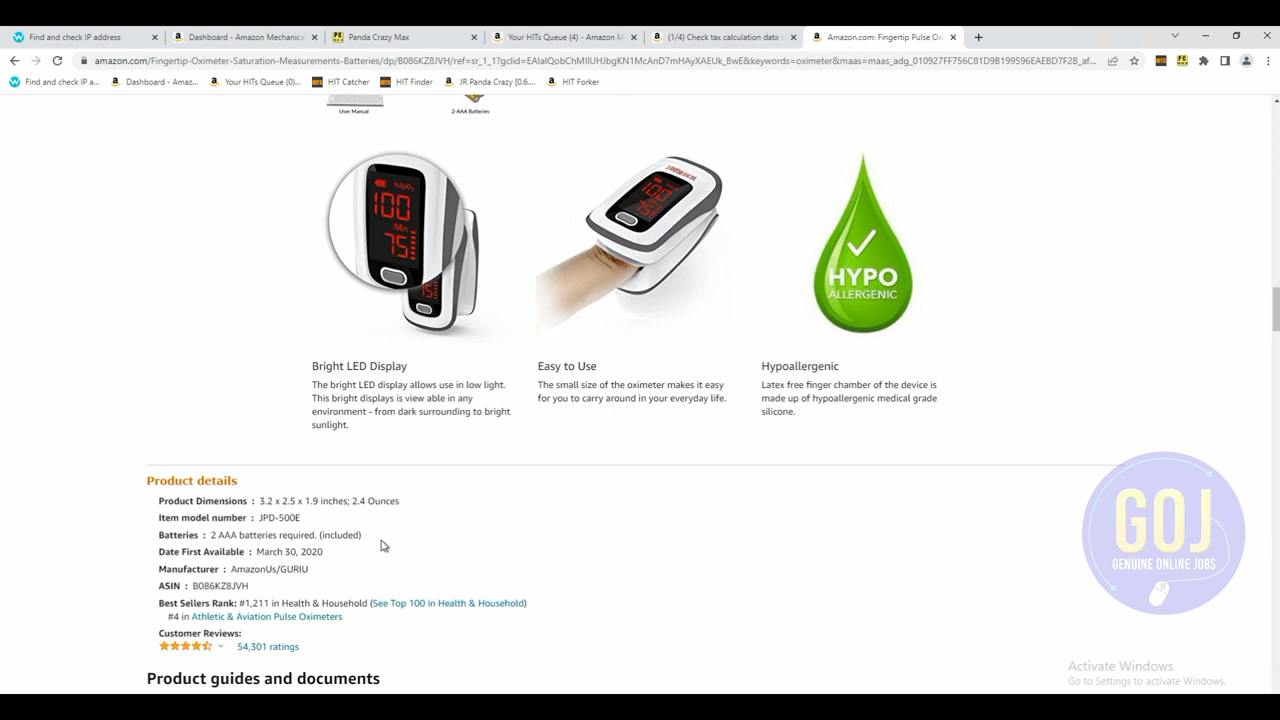 Find and check IP address
Dashboard - Amazon Mechanica
Panda Crazy Max
Your HITs Queue (4) - Amazon M
(1/4) Check tax calculation data o
Amazon.com: Fingertip Pulse Ox
amazon.com/Fingertip-Oximeter-Saturation-Measurements-Batteries/dp/B086KZ8JVH/ref=sr_1_1?
Find and check IP a...
Dashboard - Amaz...
Your HITs Queue (0)...
HIT Catcher
HIT Finder
JR Panda Crazy [0.6....
HIT Forker
User Manual
2-AAA Batteries
%SpO₂
100
/Min
75
15
JUMPER
100
75
HYPO
ALLERGENIC
Bright LED Display
The bright LED display allows use in low light.
This bright displays is view able in any
environment - from dark surrounding to bright
sunlight.
Easy to Use
The small size of the oximeter makes it easy
for you to carry around in your everyday life.
Hypoallergenic
Latex free finger chamber of the device is
made up of hypoallergenic medical grade
silicone.
Product details
Product Dimensions : 3.2 x 2.5 x 1.9 inches; 2.4 Ounces
Item model number : JPD-500E
Batteries : 2 AAA batteries required. (included)
Date First Available : March 30, 2020
Manufacturer : AmazonUs/GURIU
ASIN : B086KZ8JVH
Best Sellers Rank: #1,211 in Health & Household (See Top 100 in Health & Household)
#4 in Athletic & Aviation Pulse Oximeters
Customer Reviews:
54,301 ratings
Product guides and documents
GOJ
GENUINE ONLINE JOBS
Activate Windows
Go to Settings to activate Windows.